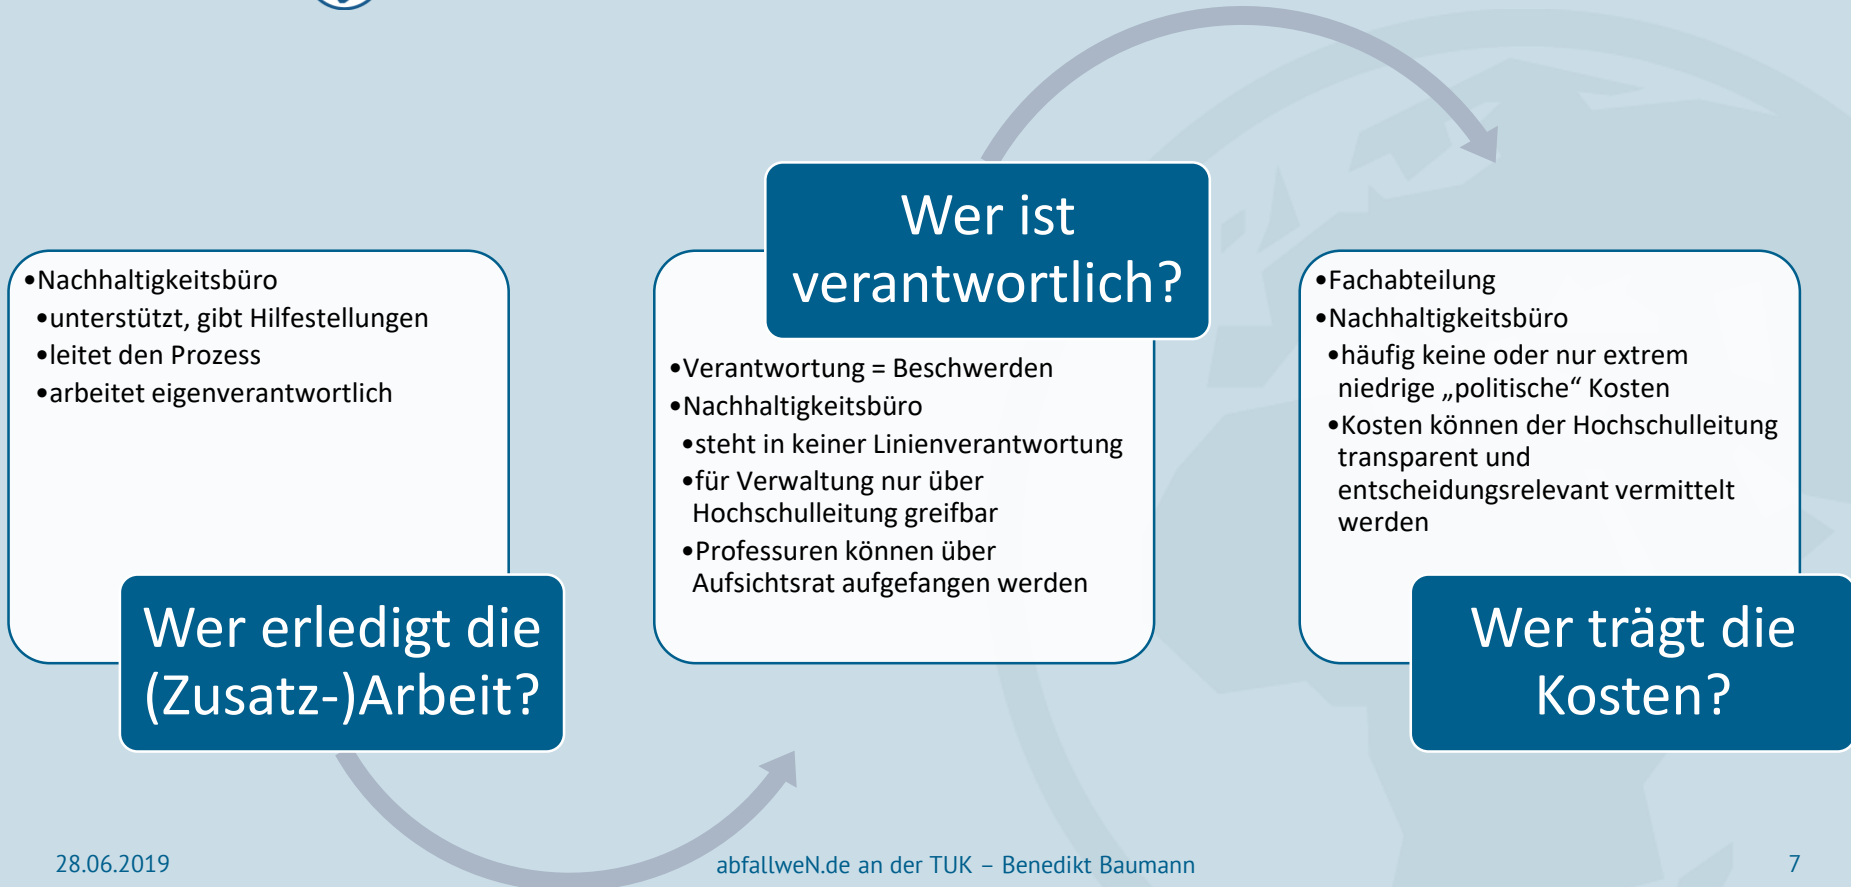 •Nachhaltigkeitsbüro
•unterstützt, gibt Hilfestellungen
•leitet den Prozess
•arbeitet eigenverantwortlich
Wer erledigt die
(Zusatz-)Arbeit?
Wer ist
verantwortlich?
•Verantwortung = Beschwerden
•Nachhaltigkeitsbüro
•steht in keiner Linienverantwortung
•für Verwaltung nur über
Hochschulleitung greifbar
•Professuren können über
Aufsichtsrat aufgefangen werden
•Fachabteilung
•Nachhaltigkeitsbüro
•häufig keine oder nur extrem
niedrige „politische“ Kosten
•Kosten können der Hochschulleitung
transparent und
entscheidungsrelevant vermittelt
werden
Wer trägt die
Kosten?
28.06.2019
abfallweN.de an der TUK – Benedikt Baumann
7